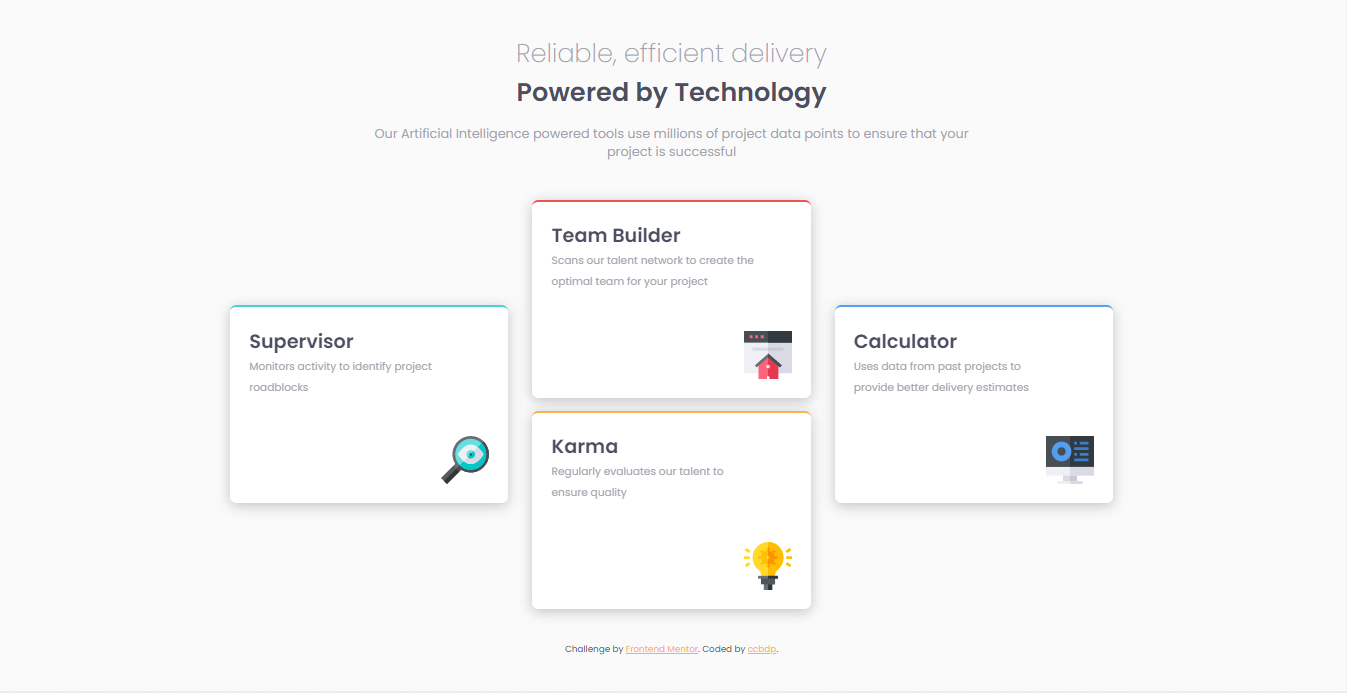 Reliable, efficient delivery
Powered by Technology
Our Artificial Intelligence powered tools use millions of project data points to ensure that your
project is successful
Supervisor
Monitors activity to identify project
roadblocks
Team Builder
Scans our talent network to create the
optimal team for your project
Karma
Regularly evaluates our talent to
ensure quality
Calculator
Uses data from past projects to
provide better delivery estimates
Challenge by Frontend Mentor. Coded by ccbdp.